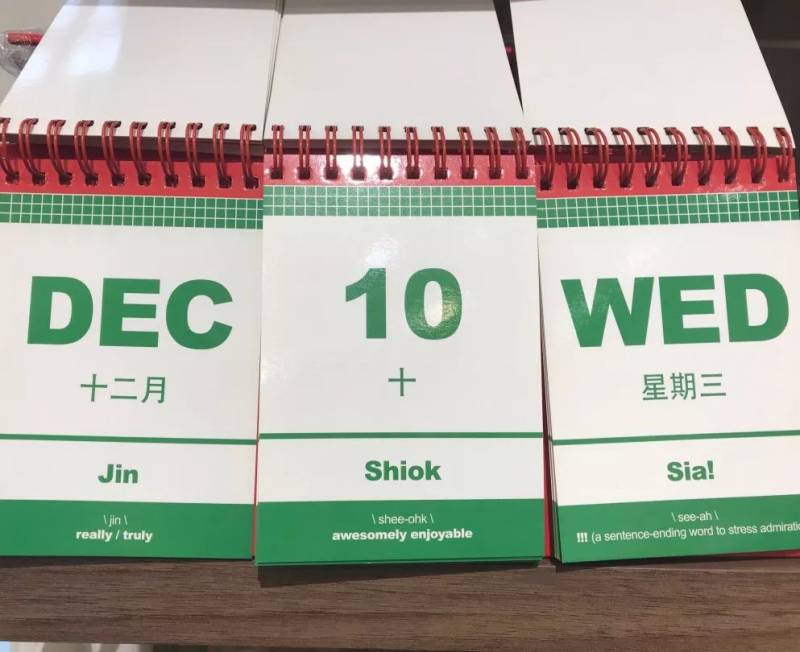 DEC
十二月
Jin
\ jin \
really / truly
10
十
Shiok
\ shee-ohk \
awesomely enjoyable
WED
星期三
Sia!
\ see-ah \
!!! (a sentence-ending word to stress admiratio